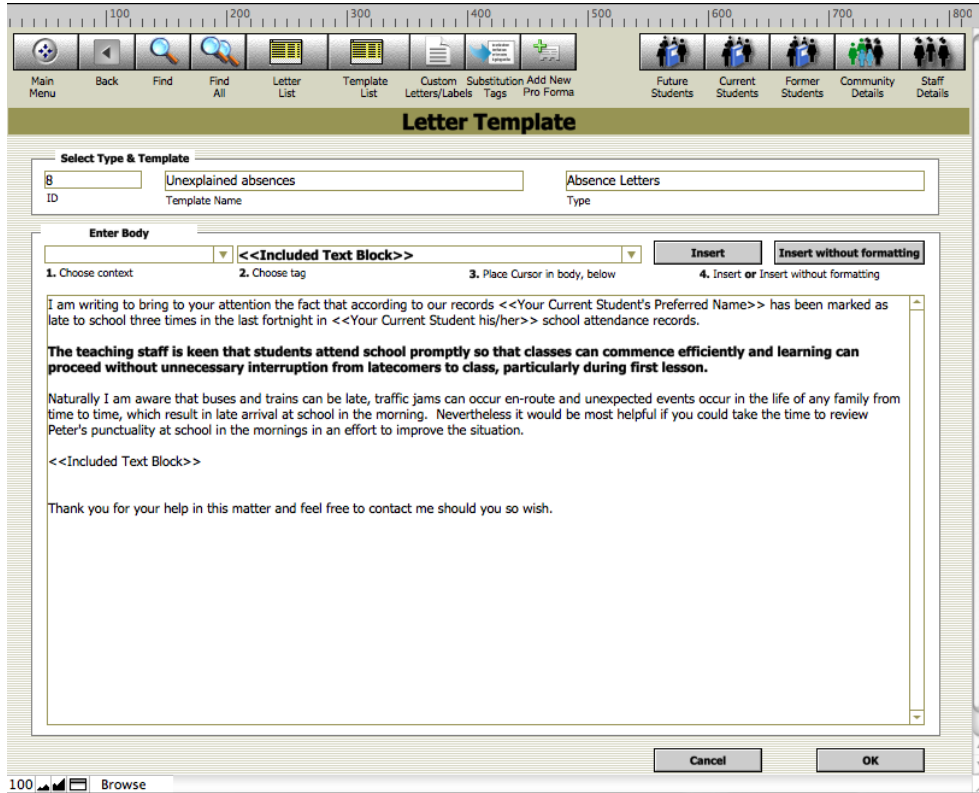 100 200 300 400 500 600 700 800
Main Menu
Back
Find
Find All
Letter List
Template List
Custom Letters/Labels
Substitution Tags
Add New Pro Forma
Future Students
Current Students
Former Students
Community Details
Staff Details
Letter Template
Select Type & Template
8 Unexplained absences Absence Letters
ID Template Name Type
Enter Body
<<Included Text Block>> Insert Insert without formatting
1. Choose context 2. Choose tag 3. Place Cursor in body, below 4. Insert or Insert without formatting
I am writing to bring to your attention the fact that according to our records <<Your Current Student's Preferred Name>> has been marked as
late to school three times in the last fortnight in <<Your Current Student his/her>> school attendance records.
The teaching staff is keen that students attend school promptly so that classes can commence efficiently and learning can
proceed without unnecessary interruption from latecomers to class, particularly during first lesson.
Naturally I am aware that buses and trains can be late, traffic jams can occur en-route and unexpected events occur in the life of any family from
time to time, which result in late arrival at school in the morning.  Nevertheless it would be most helpful if you could take the time to review
Peter's punctuality at school in the mornings in an effort to improve the situation.
<<Included Text Block>>
Thank you for your help in this matter and feel free to contact me should you so wish.
Cancel OK
100 Browse